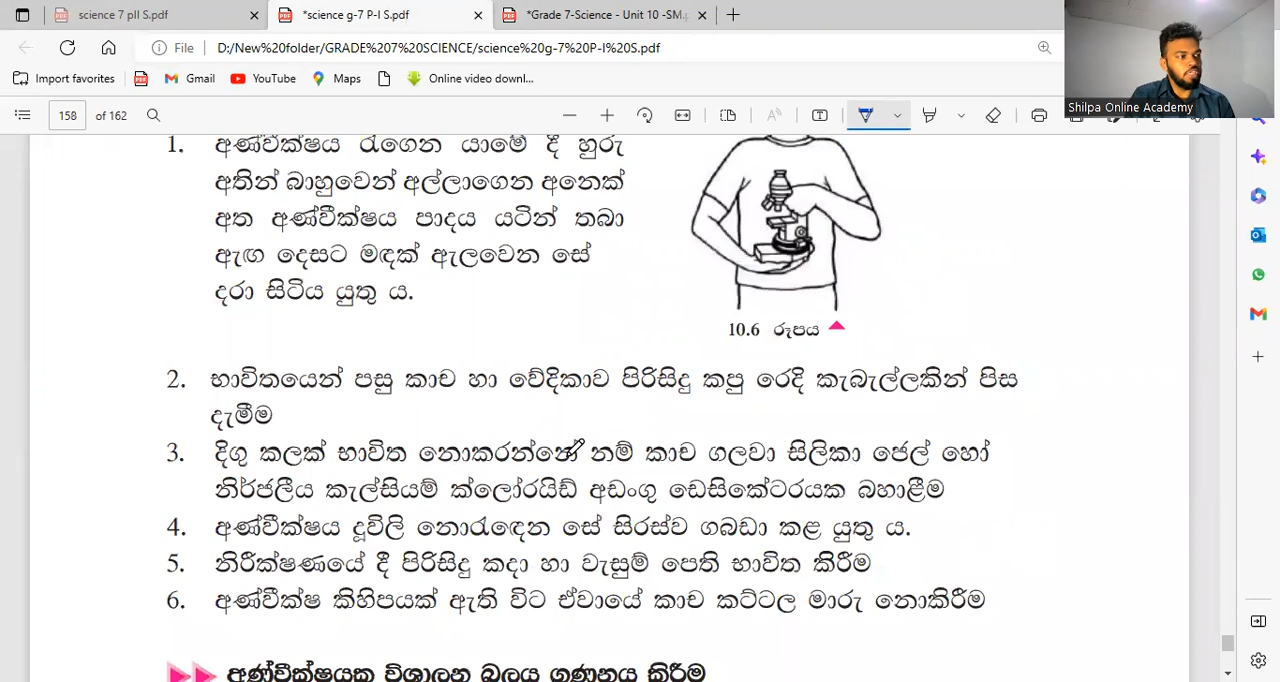 science 7 pII S.pdf
*science g-7 P-I S.pdf
*Grade 7-Science - Unit 10 -SM.p
File
D:/New%20folder/GRADE%207%20SCIENCE/science%20g-7%20P-I%20S.pdf
Import favorites
Gmail
YouTube
Maps
Online video downl...
Shilpa Online Academy
158 of 162
1. අණ්වීක්ෂය රැගෙන යාමේ දී හුරු
අතින් බාහුවෙන් අල්ලාගෙන අනෙක්
අත අණ්වීක්ෂය පාදය යටින් තබා
ඇඟ දෙසට මඳක් ඇලවෙන සේ
දරා සිටිය යුතු ය.
10.6 රූපය
2. භාවිතයෙන් පසු කාච හා වේදිකාව පිරිසිදු කපු රෙදි කැබැල්ලකින් පිස
දැමීම
3. දිගු කලක් භාවිත නොකරන්නේ නම් කාච ගලවා සිලිකා ජෙල් හෝ
නිර්ජලීය කැල්සියම් ක්ලෝරයිඩ් අඩංගු ඩෙසිකේටරයක බහාළීම
4. අණ්වීක්ෂය දූවිලි නොරැඳෙන සේ සිරස්ව ගබඩා කළ යුතු ය.
5. නිරීක්ෂණයේ දී පිරිසිදු කදා හා වැසුම් පෙති භාවිත කිරීම
6. අණ්වීක්ෂ කිහිපයක් ඇති විට ඒවායේ කාච කට්ටල මාරු නොකිරීම
අණ්වීක්ෂයක විශාලන බලය ගණනය කිරීම